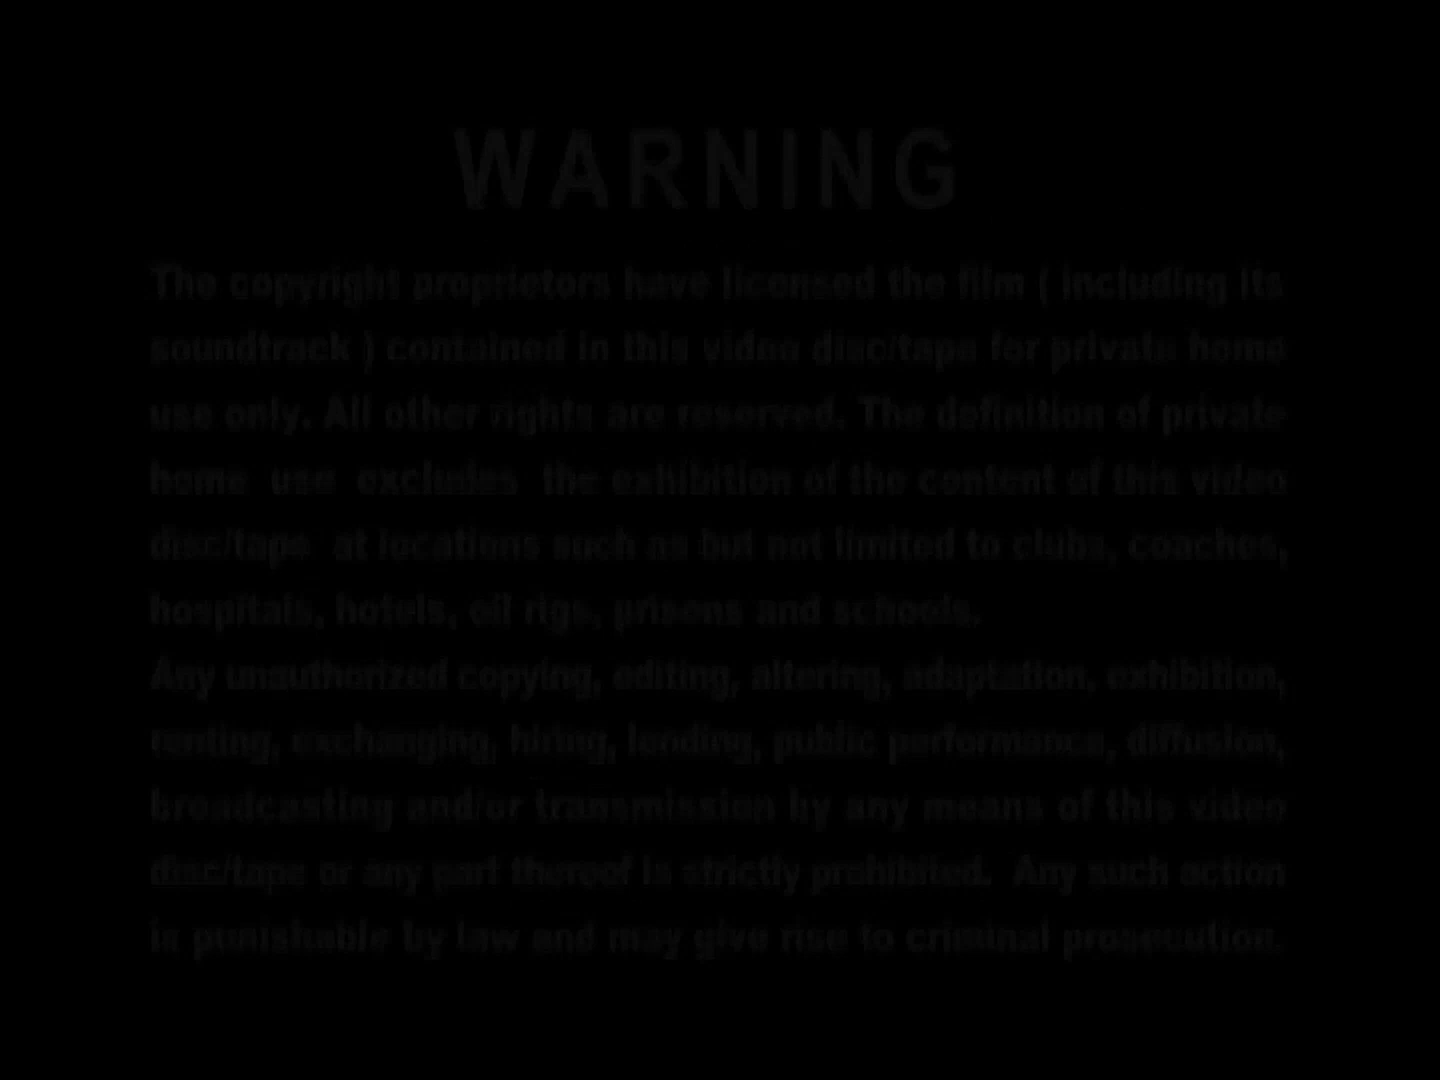 WARNING
The copyright proprietors have licensed the film ( including its
soundtrack ) contained in this video disc/tape for private home
use only. All other rights are reserved. The definition of private
home use excludes the exhibition of the content of this video
disc/tape at locations such as but not limited to clubs, coaches,
hospitals, hotels, oil rigs, prisons and schools.
Any unauthorized copying, editing, altering, adaptation, exhibition,
renting, exchanging, hiring, lending, public performance, diffusion,
broadcasting and/or transmission by any means of this video
disc/tape or any part thereof is strictly prohibited. Any such action
is punishable by law and may give rise to criminal prosecution.